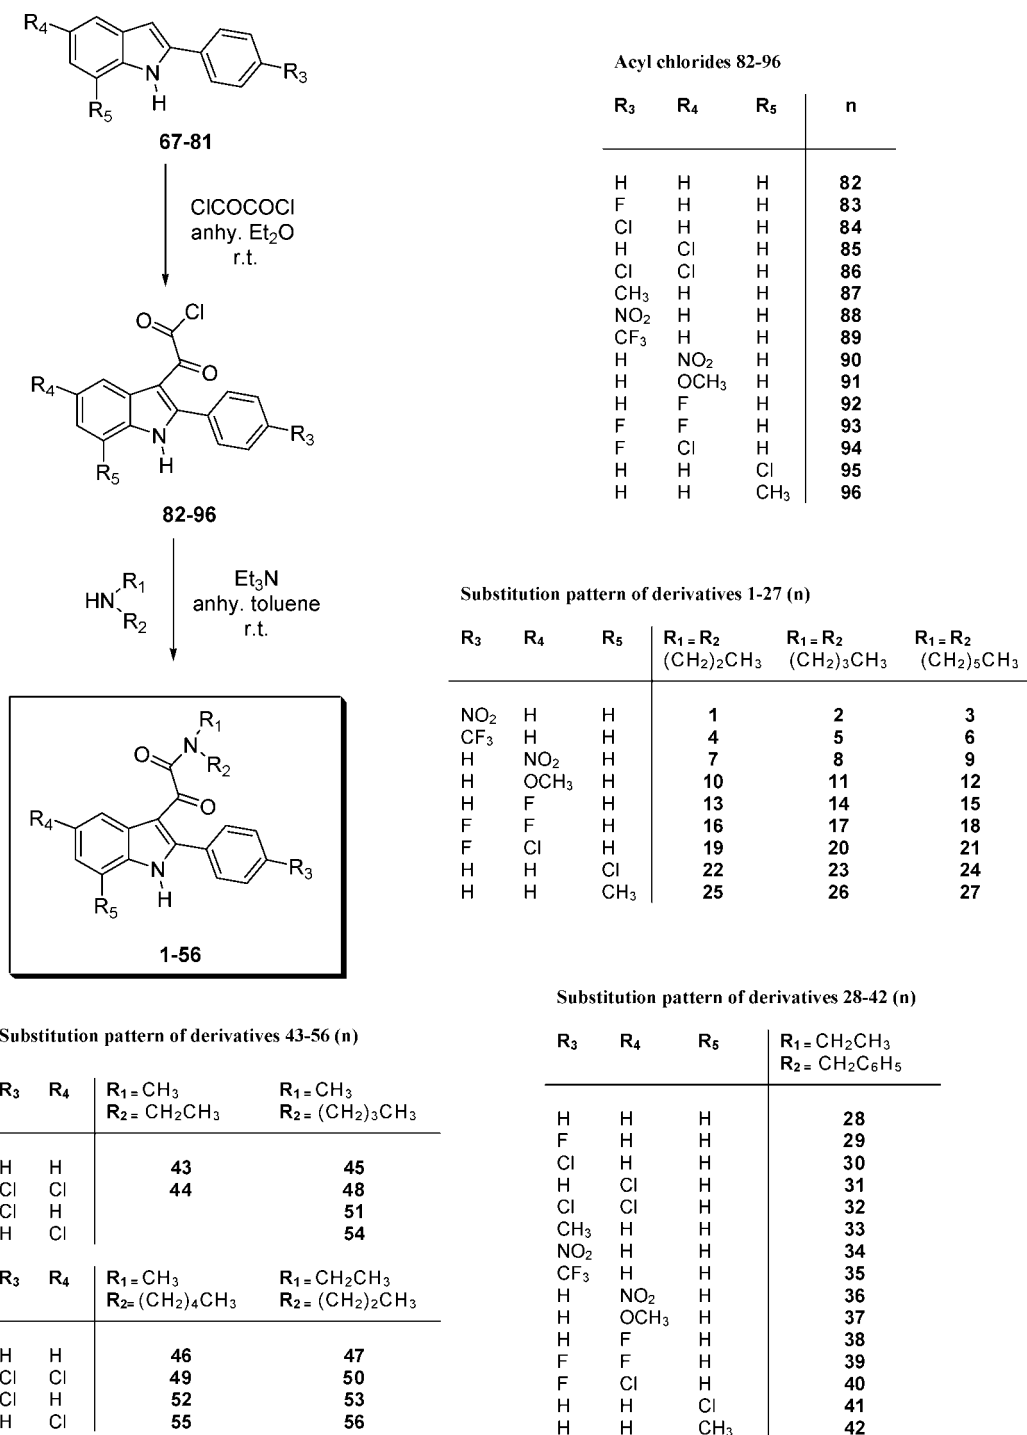 R4
N
H
R3
R5
67-81
ClCOCOCl
anhy. Et2O
r.t.
O
Cl
O
R4
N
H
R3
R5
82-96
HN
R1
R2
Et3N
anhy. toluene
r.t.
R1
N
R2
O
O
R4
N
H
R3
R5
1-56
Acyl chlorides 82-96
R3 R4 R5 n
H H H 82
F H H 83
Cl H H 84
H Cl H 85
Cl Cl H 86
CH3 H H 87
NO2 H H 88
CF3 H H 89
H NO2 H 90
H OCH3 H 91
H F H 92
F F H 93
F Cl H 94
H H Cl 95
H H CH3 96
Substitution pattern of derivatives 1-27 (n)
R3 R4 R5 R1 = R2 R1 = R2 R1 = R2
(CH2)2CH3 (CH2)3CH3 (CH2)5CH3
NO2 H H 1 2 3
CF3 H H 4 5 6
H NO2 H 7 8 9
H OCH3 H 10 11 12
H F H 13 14 15
F F H 16 17 18
F Cl H 19 20 21
H H Cl 22 23 24
H H CH3 25 26 27
Substitution pattern of derivatives 43-56 (n)
R3 R4 R1 = CH3 R1 = CH3
R2 = CH2CH3 R2 = (CH2)3CH3
H H 43 45
Cl Cl 44 48
Cl H 51
H Cl 54
R3 R4 R1 = CH3 R1 = CH2CH3
R2= (CH2)4CH3 R2 = (CH2)2CH3
H H 46 47
Cl Cl 49 50
Cl H 52 53
H Cl 55 56
Substitution pattern of derivatives 28-42 (n)
R3 R4 R5 R1 = CH2CH3
R2 = CH2C6H5
H H H 28
F H H 29
Cl H H 30
H Cl H 31
Cl Cl H 32
CH3 H H 33
NO2 H H 34
CF3 H H 35
H NO2 H 36
H OCH3 H 37
H F H 38
F F H 39
F Cl H 40
H H Cl 41
H H CH3 42